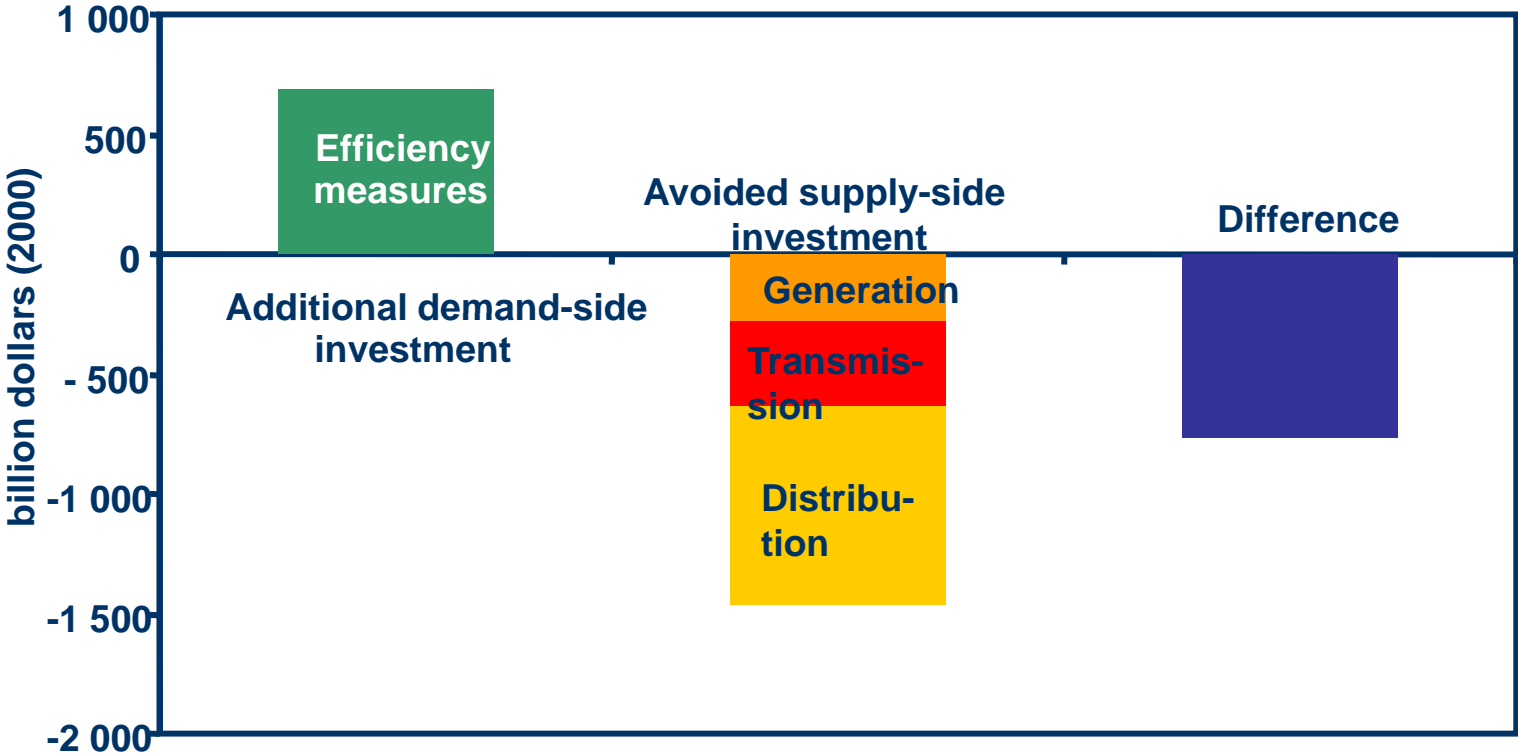 billion dollars (2000)
1 000
500
0
- 500
-1 000
-1 500
-2 000
Efficiency
measures
Additional demand-side
investment
Avoided supply-side
investment
Generation
Transmis-
sion
Distribu-
tion
Difference